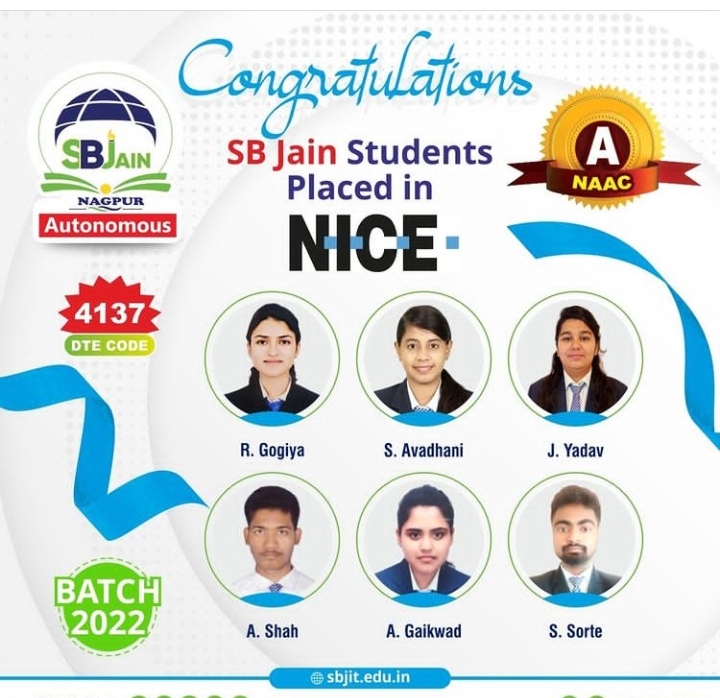 Congratulations
SBJAIN
NAGPUR
Autonomous
SB Jain Students
Placed in
NICE
A
NAAC
4137
DTE CODE
R. Gogiya
S. Avadhani
J. Yadav
A. Shah
A. Gaikwad
S. Sorte
BATCH
2022
sbjit.edu.in